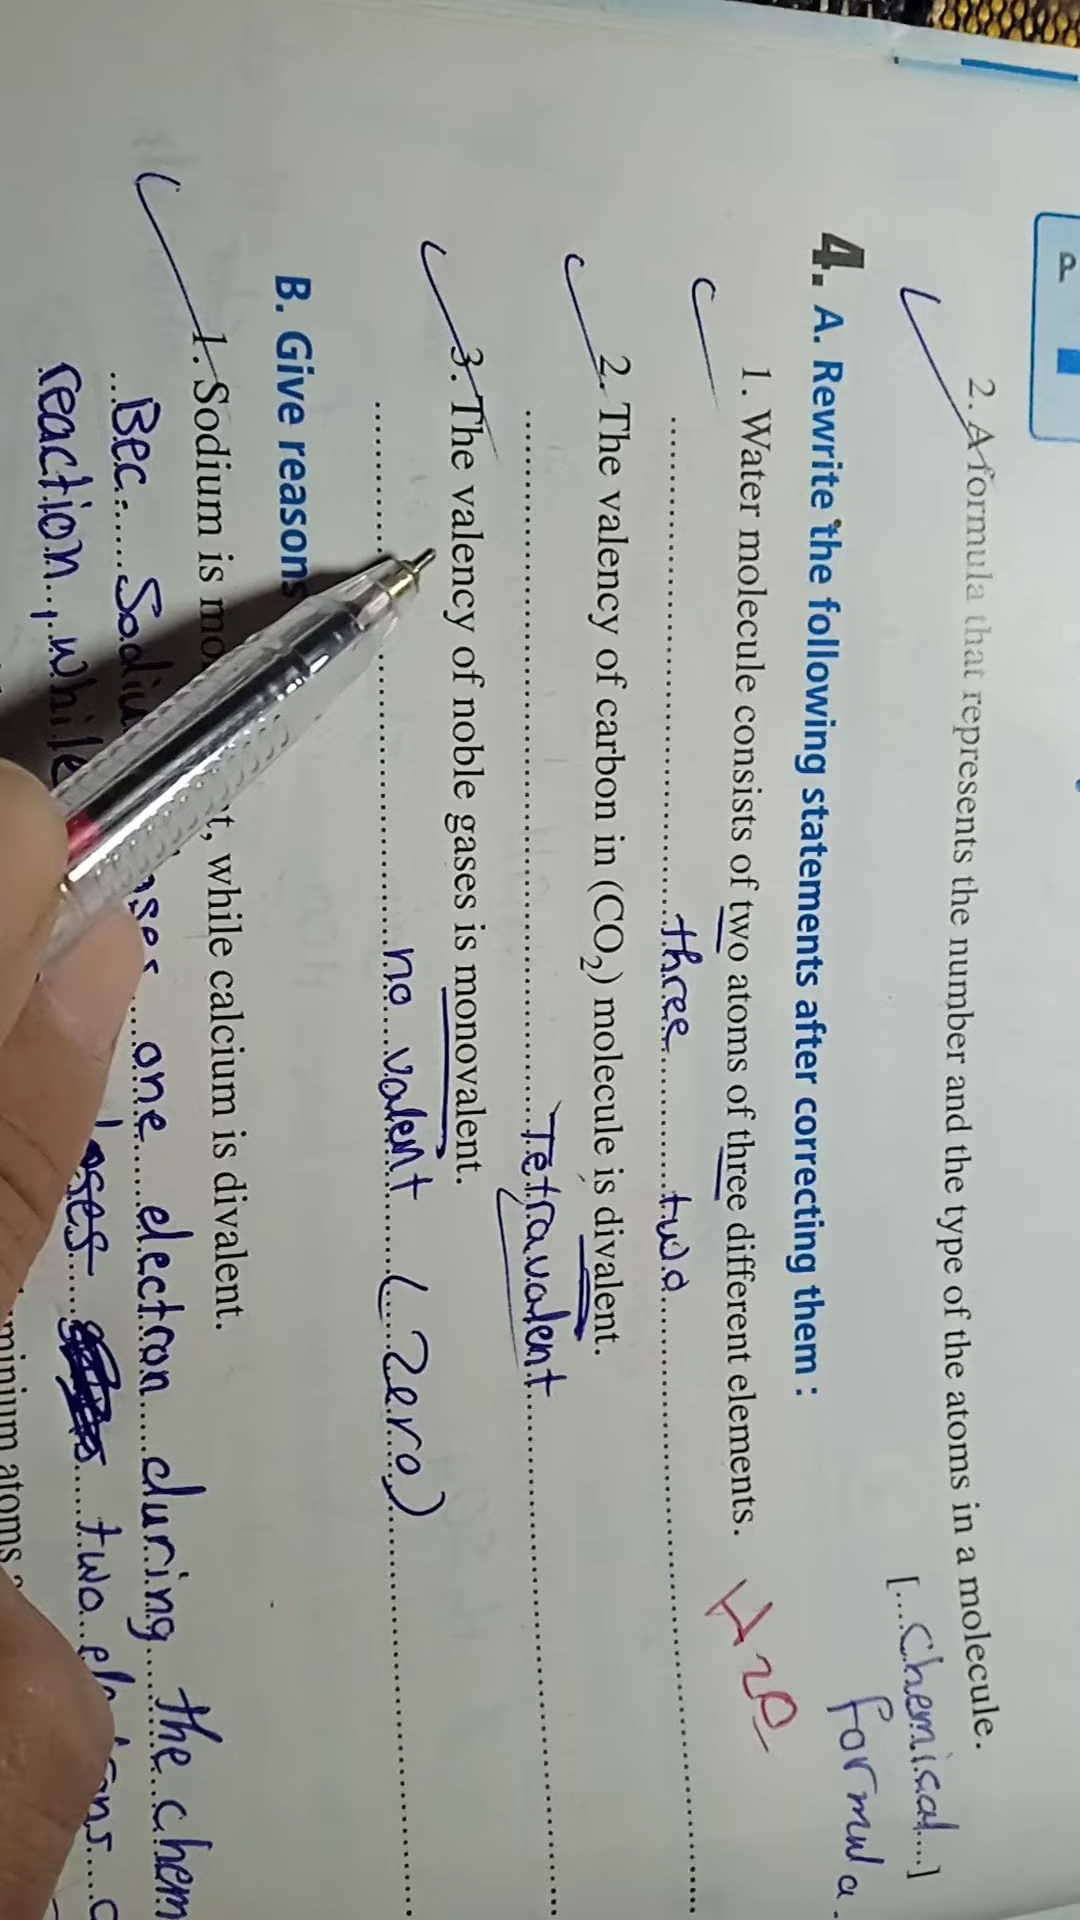 2. A formula that represents the number and the type of the atoms in a molecule.
[...Chemical...]
formula.
4. A. Rewrite the following statements after correcting them :
1. Water molecule consists of two atoms of three different elements. H2O
three two
2. The valency of carbon in (CO₂) molecule is divalent.
Tetravalent
3. The valency of noble gases is monovalent.
no valent (Zero)
B. Give reasons
1. Sodium is , while calcium is divalent.
Bec. one electron during the chem
reaction, while loses two
atoms